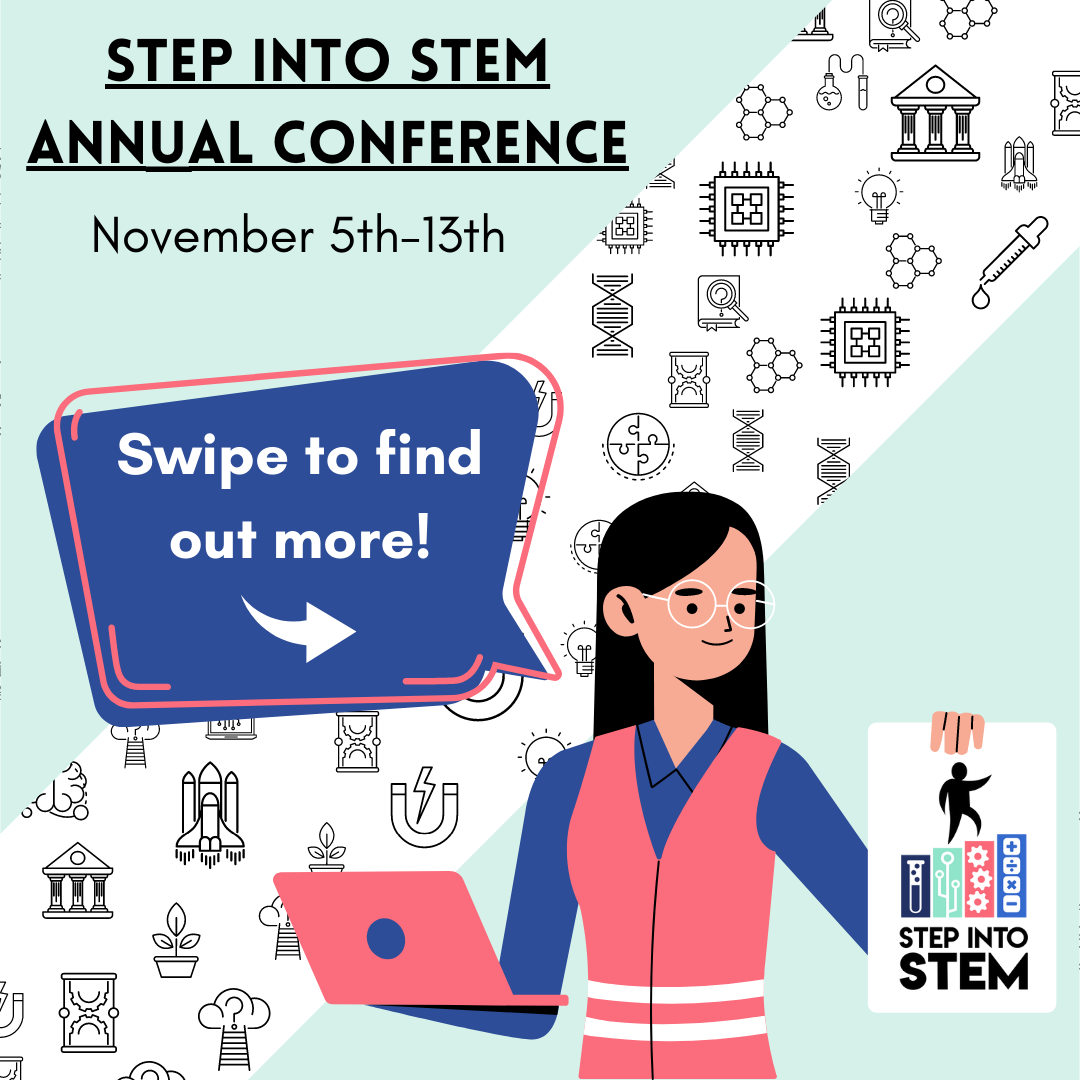 STEP INTO STEM
ANNUAL CONFERENCE
November 5th-13th
Swipe to find
out more!
STEP INTO
STEM